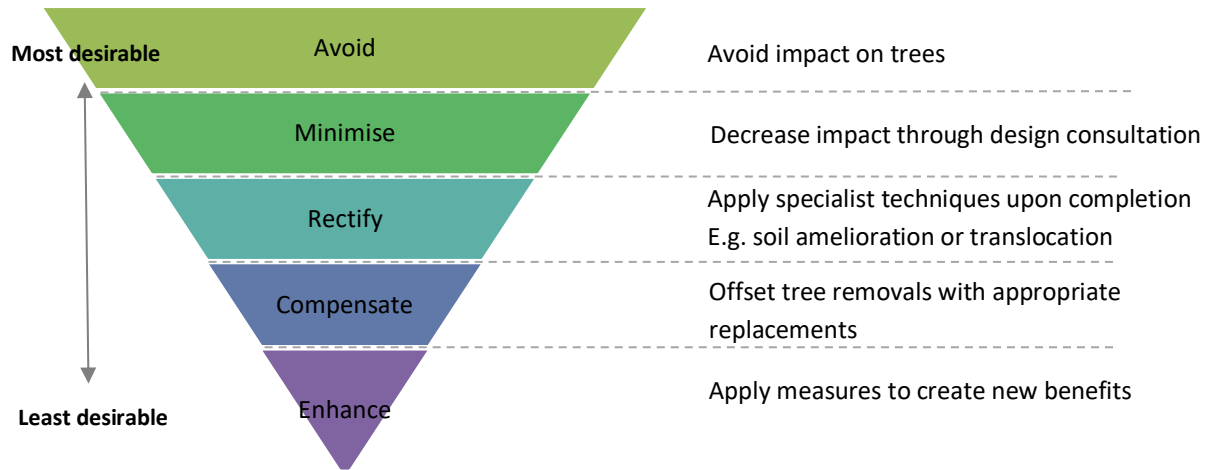 Most desirable
Avoid
Avoid impact on trees
Minimise
Decrease impact through design consultation
Rectify
Apply specialist techniques upon completion
E.g. soil amelioration or translocation
Compensate
Offset tree removals with appropriate
replacements
Least desirable
Enhance
Apply measures to create new benefits